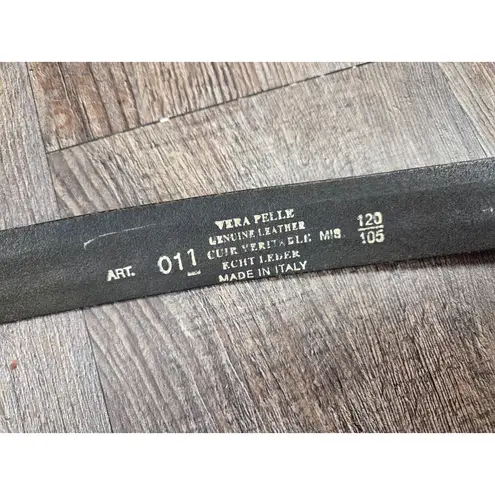 VERA PELLE
GENUINE LEATHER
CUIR VERITABLE
ECHT LEDER
MADE IN ITALY
ART. 011
MIS. 120
105